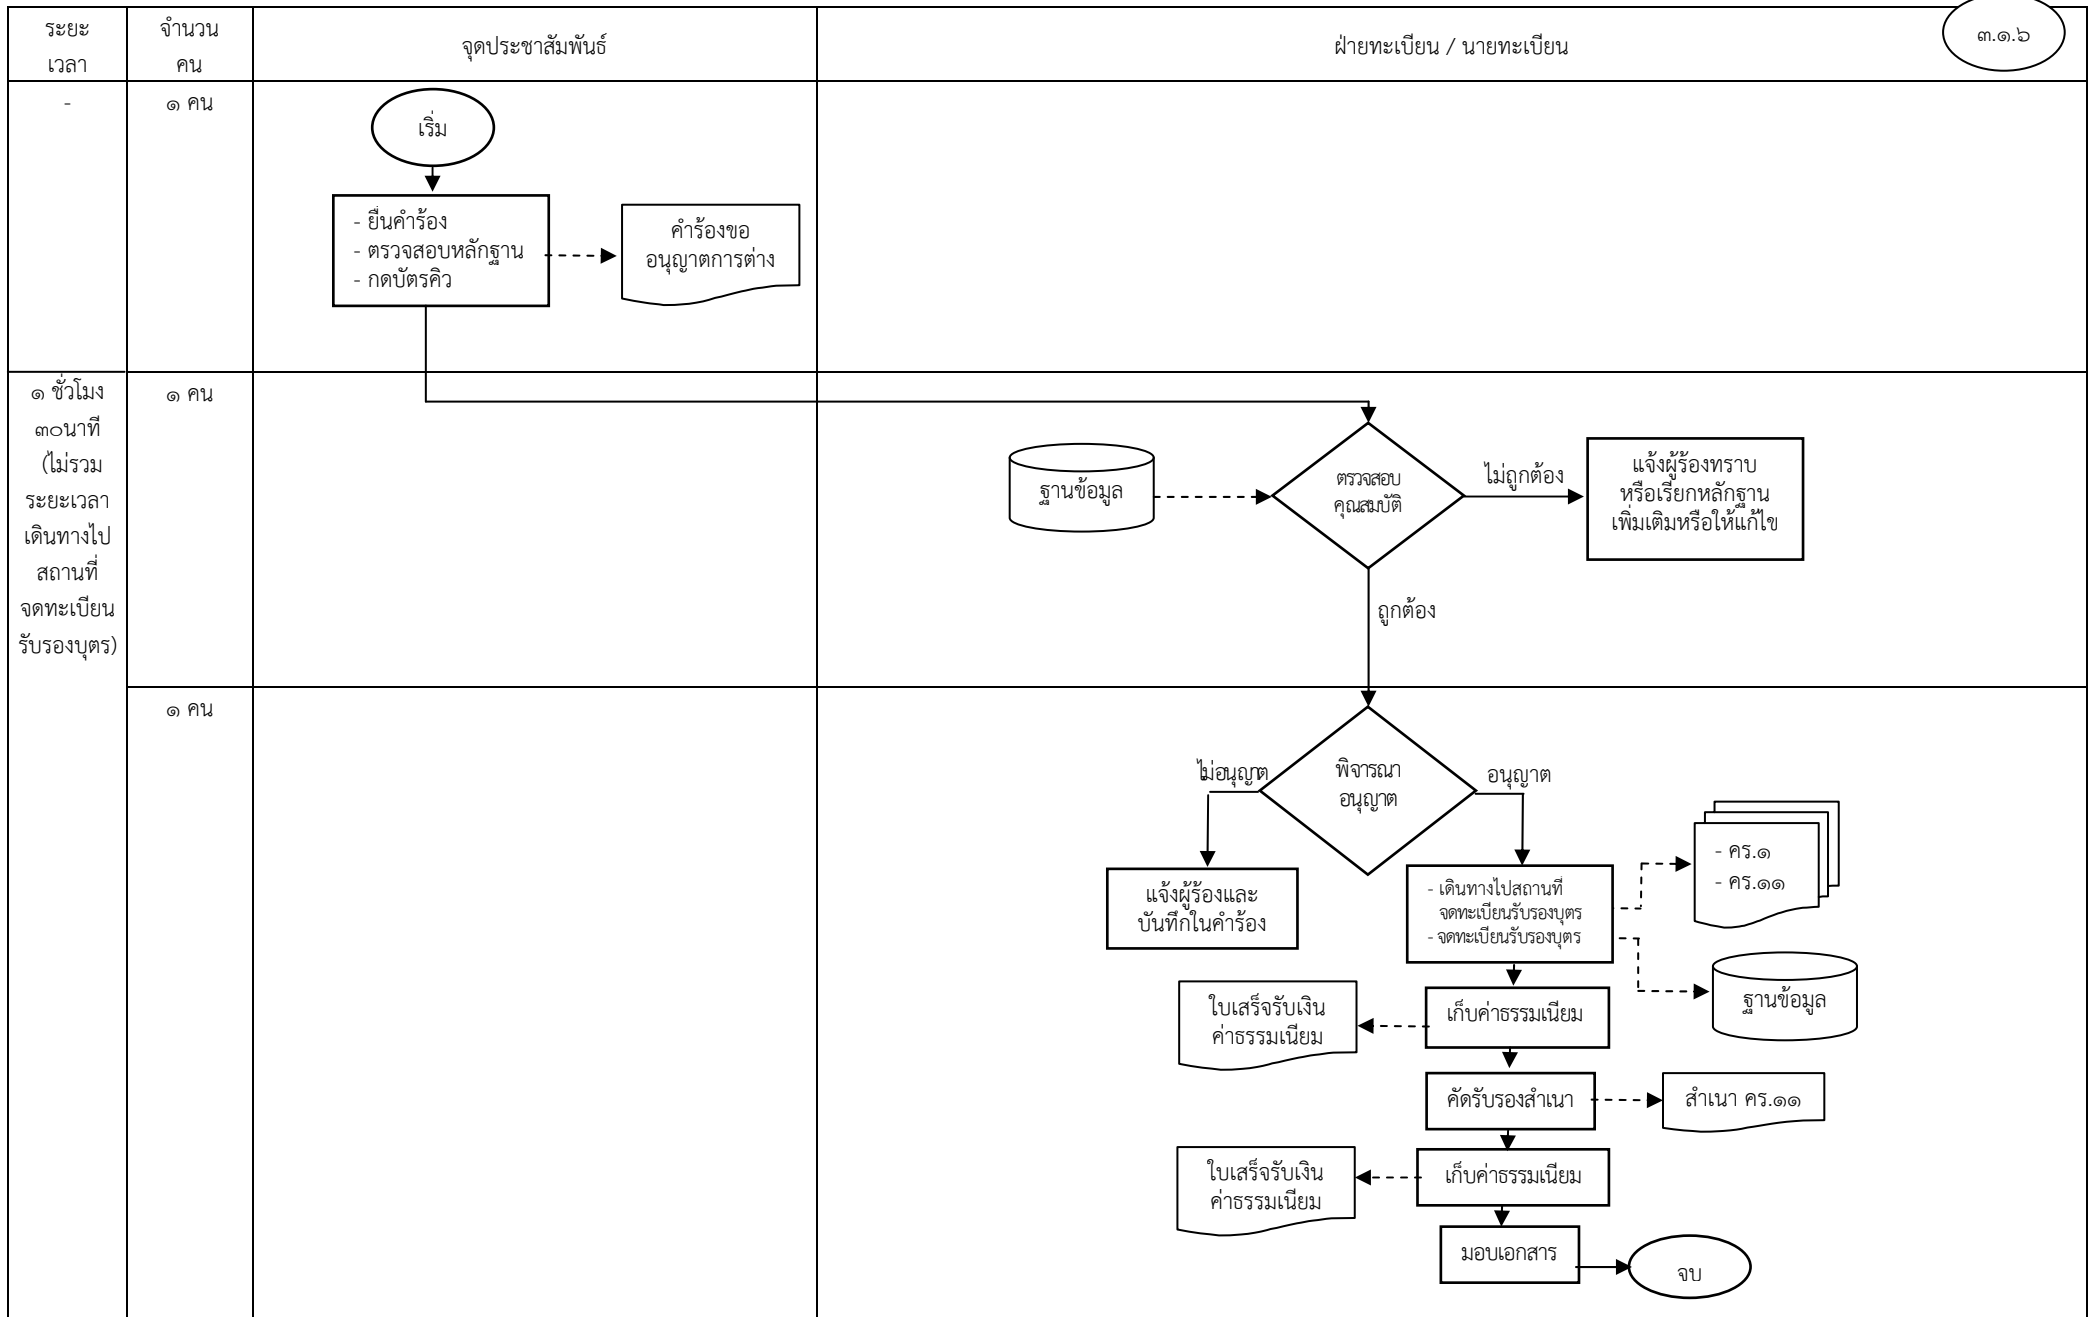 ระยะ
เวลา
จำนวน
คน
จุดประชาสัมพันธ์
ฝ่ายทะเบียน / นายทะเบียน
๓.๑.๖
-
๑ คน
เริ่ม
- ยื่นคำร้อง
- ตรวจสอบหลักฐาน
- กดบัตรคิว
คำร้องขอ
อนุญาตการต่าง
๑ ชั่วโมง
๓๐นาที
(ไม่รวม
ระยะเวลา
เดินทางไป
สถานที่
จดทะเบียน
รับรองบุตร)
๑ คน
ฐานข้อมูล
ตรวจสอบ
คุณสมบัติ
ไม่ถูกต้อง
แจ้งผู้ร้องทราบ
หรือเรียกหลักฐาน
เพิ่มเติมหรือให้แก้ไข
ถูกต้อง
๑ คน
ไม่อนุญาต
พิจารณา
อนุญาต
อนุญาต
แจ้งผู้ร้องและ
บันทึกในคำร้อง
- เดินทางไปสถานที่
จดทะเบียนรับรองบุตร
- จดทะเบียนรับรองบุตร
- คร.๑
- คร.๑๑
ฐานข้อมูล
ใบเสร็จรับเงิน
ค่าธรรมเนียม
เก็บค่าธรรมเนียม
คัดรับรองสำเนา
สำเนา คร.๑๑
ใบเสร็จรับเงิน
ค่าธรรมเนียม
เก็บค่าธรรมเนียม
มอบเอกสาร
จบ